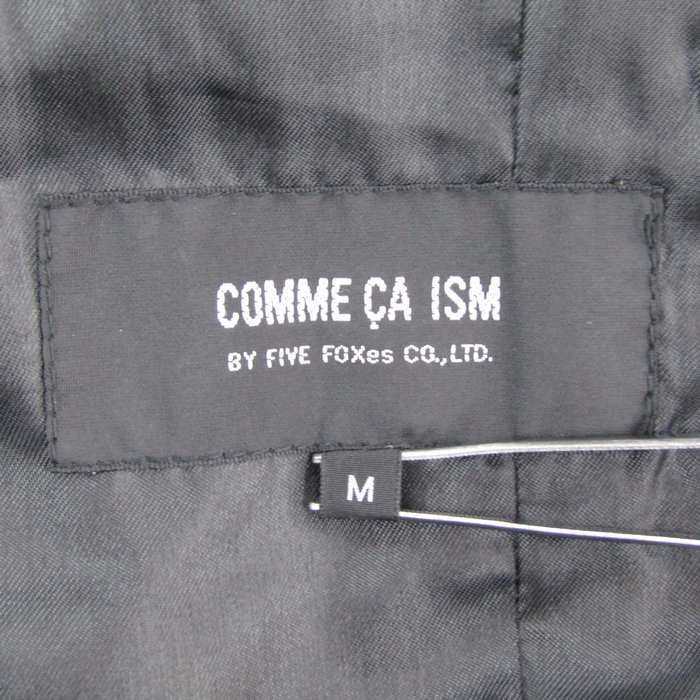 COMME ÇA ISM
BY FIVE FOXes CO.,LTD.
M